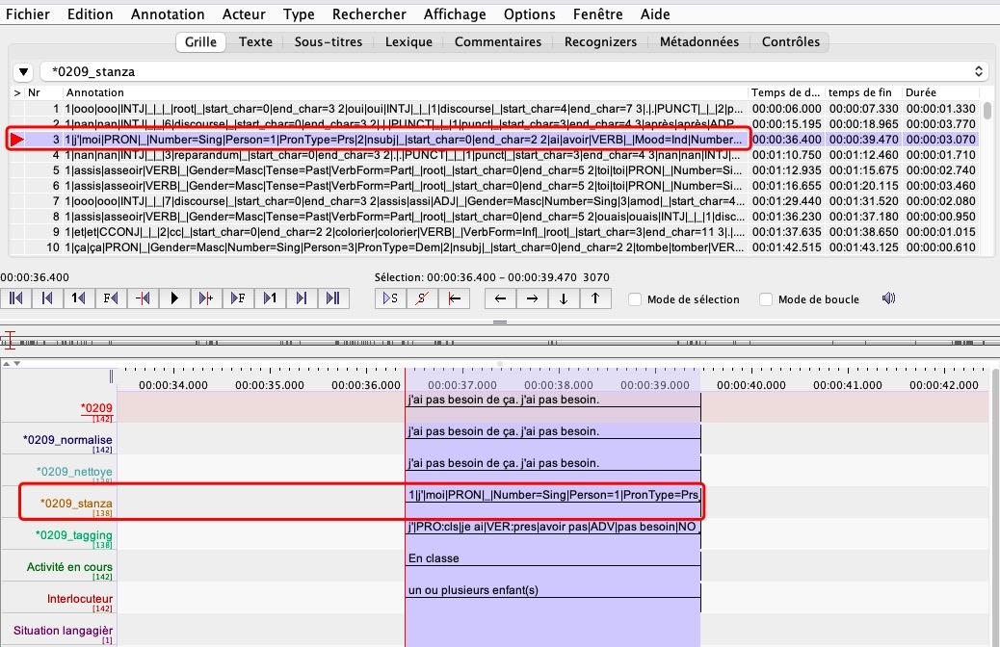 Fichier Edition Annotation Acteur Type Rechercher Affichage Options Fenêtre Aide
Grille Texte Sous-titres Lexique Commentaires Recognizers Métadonnées Contrôles
*0209_stanza
> Nr Annotation Temps de d... temps de fin Durée
1 1|ooo|ooo|INTJ|_|_|_|root|_|start_char=0|end_char=3 2|oui|oui|INTJ|_|_|1|discourse|_|start_char=4|end_char=7 3|.|.|PUNCT|_|_|2|p... 00:00:06.000 00:00:07.330 00:00:01.330
2 1|nan|nan|INTJ|_|_|6|discourse|_|start_char=0|end_char=3 2|.|.|PUNCT|_|_|1|punct|_|start_char=3|end_char=4 3|après|après|ADP... 00:00:15.195 00:00:18.965 00:00:03.770
3 1|j'|moi|PRON|_|Number=Sing|Person=1|PronType=Prs|2|nsubj|_|start_char=0|end_char=2 2|ai|avoir|VERB|_|Mood=Ind|Number... 00:00:36.400 00:00:39.470 00:00:03.070
4 1|nan|nan|INTJ|_|_|3|reparandum|_|start_char=0|end_char=3 2|.|.|PUNCT|_|_|1|punct|_|start_char=3|end_char=4 3|nan|nan|INTJ|... 00:01:10.750 00:01:12.460 00:00:01.710
5 1|assis|asseoir|VERB|_|Gender=Masc|Tense=Past|VerbForm=Part|_|root|_|start_char=0|end_char=5 2|toi|toi|PRON|_|Number=Si... 00:01:12.935 00:01:15.675 00:00:02.740
6 1|assis|asseoir|VERB|_|Gender=Masc|Tense=Past|VerbForm=Part|_|root|_|start_char=0|end_char=5 2|toi|toi|PRON|_|Number=Si... 00:01:16.655 00:01:20.115 00:00:03.460
7 1|ooo|ooo|INTJ|_|_|7|discourse|_|start_char=0|end_char=3 2|assis|assi|ADJ|_|Gender=Masc|Number=Sing|3|amod|_|start_char=4... 00:01:29.440 00:01:31.520 00:00:02.080
8 1|assis|asseoir|VERB|_|Gender=Masc|Tense=Past|VerbForm=Part|_|root|_|start_char=0|end_char=5 2|ouais|ouais|INTJ|_|_|1|disc... 00:01:36.230 00:01:37.180 00:00:00.950
9 1|et|et|CCONJ|_|_|2|cc|_|start_char=0|end_char=2 2|colorier|colorier|VERB|_|VerbForm=Inf|_|root|_|start_char=3|end_char=11 3|.|.... 00:01:37.635 00:01:38.650 00:00:01.015
10 1|ça|ça|PRON|_|Gender=Masc|Number=Sing|Person=3|PronType=Dem|2|nsubj|_|start_char=0|end_char=2 2|tombe|tomber|VER... 00:01:42.515 00:01:43.125 00:00:00.610
00:00:36.400 Sélection: 00:00:36.400 - 00:00:39.470 3070
1 F F 1 S S Mode de sélection Mode de boucle
00:00:34.000 00:00:35.000 00:00:36.000 00:00:37.000 00:00:38.000 00:00:39.000 00:00:40.000 00:00:41.000 00:00:42.000
*0209 j'ai pas besoin de ça. j'ai pas besoin.
[142]
*0209_normalise j'ai pas besoin de ça. j'ai pas besoin.
[142]
*0209_nettoye j'ai pas besoin de ça. j'ai pas besoin.
*0209_stanza 1|j'|moi|PRON|_|Number=Sing|Person=1|PronType=Prs
[138]
*0209_tagging j'|PRO:cls|je ai|VER:pres|avoir pas|ADV|pas besoin|NO
[138]
Activité en cours En classe
[142]
Interlocuteur un ou plusieurs enfant(s)
[142]
Situation langagièr
[1]